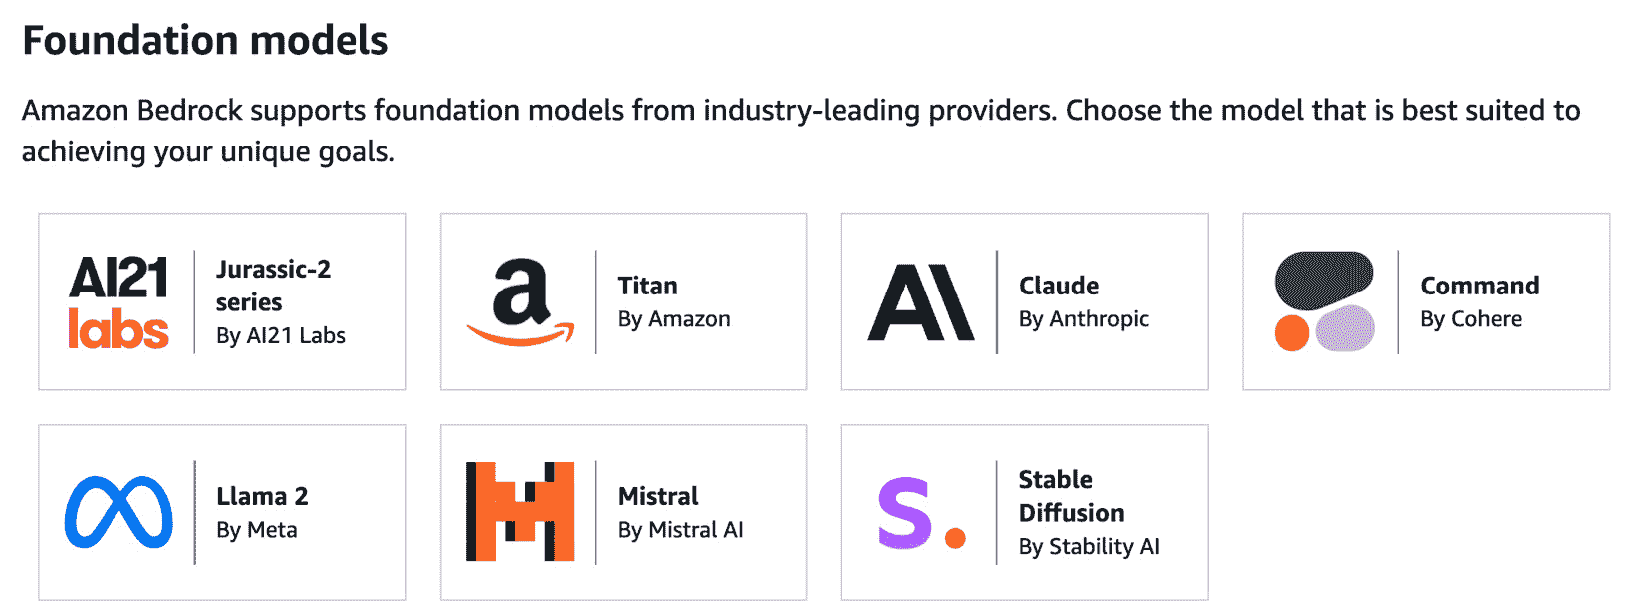 Foundation models
Amazon Bedrock supports foundation models from industry-leading providers. Choose the model that is best suited to
achieving your unique goals.
AI21
labs
Jurassic-2
series
By AI21 Labs
a
Titan
By Amazon
A\
Claude
By Anthropic
Command
By Cohere
Llama 2
By Meta
M
Mistral
By Mistral AI
S.
Stable
Diffusion
By Stability AI